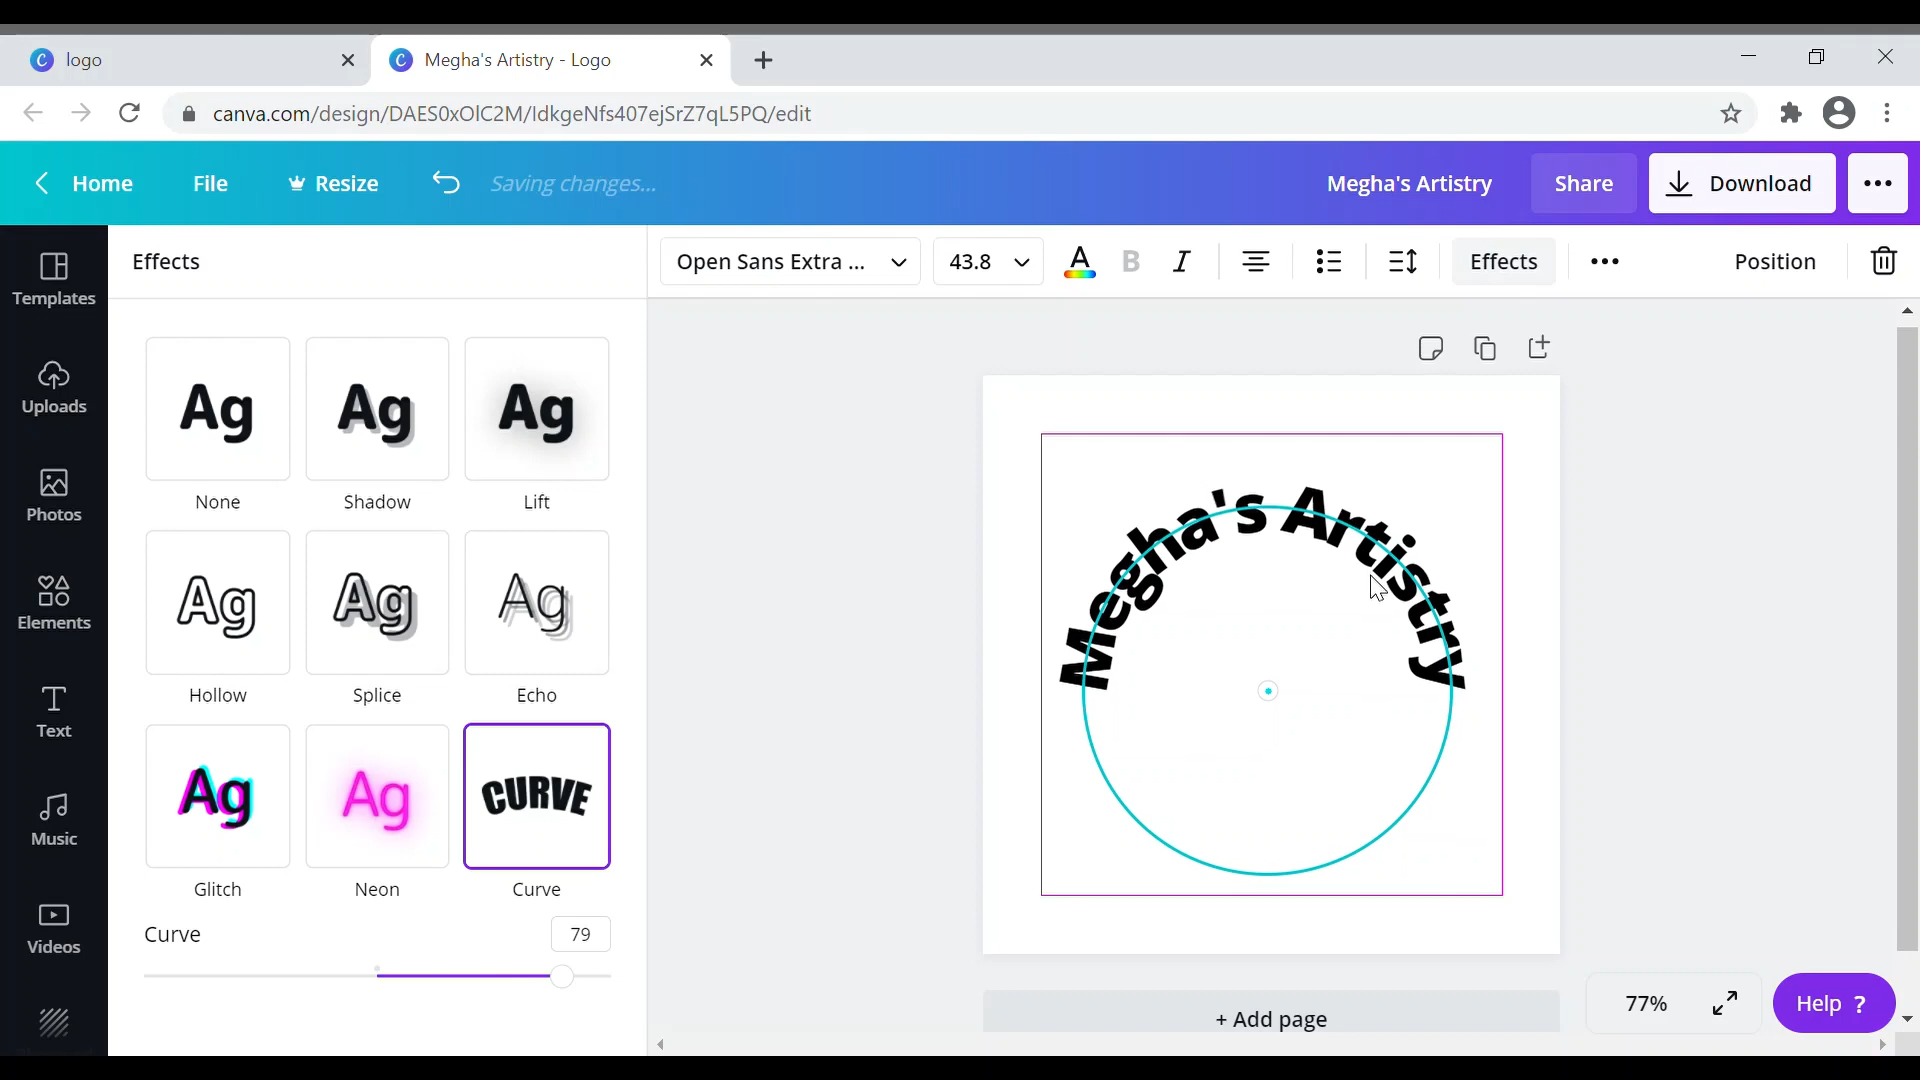 logo
Megha's Artistry - Logo
canva.com/design/DAES0xOlC2M/IdkgeNfs407ejSrZ7qL5PQ/edit
Home File Resize Saving changes... Megha's Artistry Share Download
Effects
Open Sans Extra ... 43.8 A B I Effects Position
Templates
Uploads
Photos
Elements
Text
Music
Videos
Ag Ag Ag
None Shadow Lift
Ag Ag Ag
Hollow Splice Echo
Ag Ag CURVE
Glitch Neon Curve
Curve 79
Megha's Artistry
+ Add page
77%
Help ?